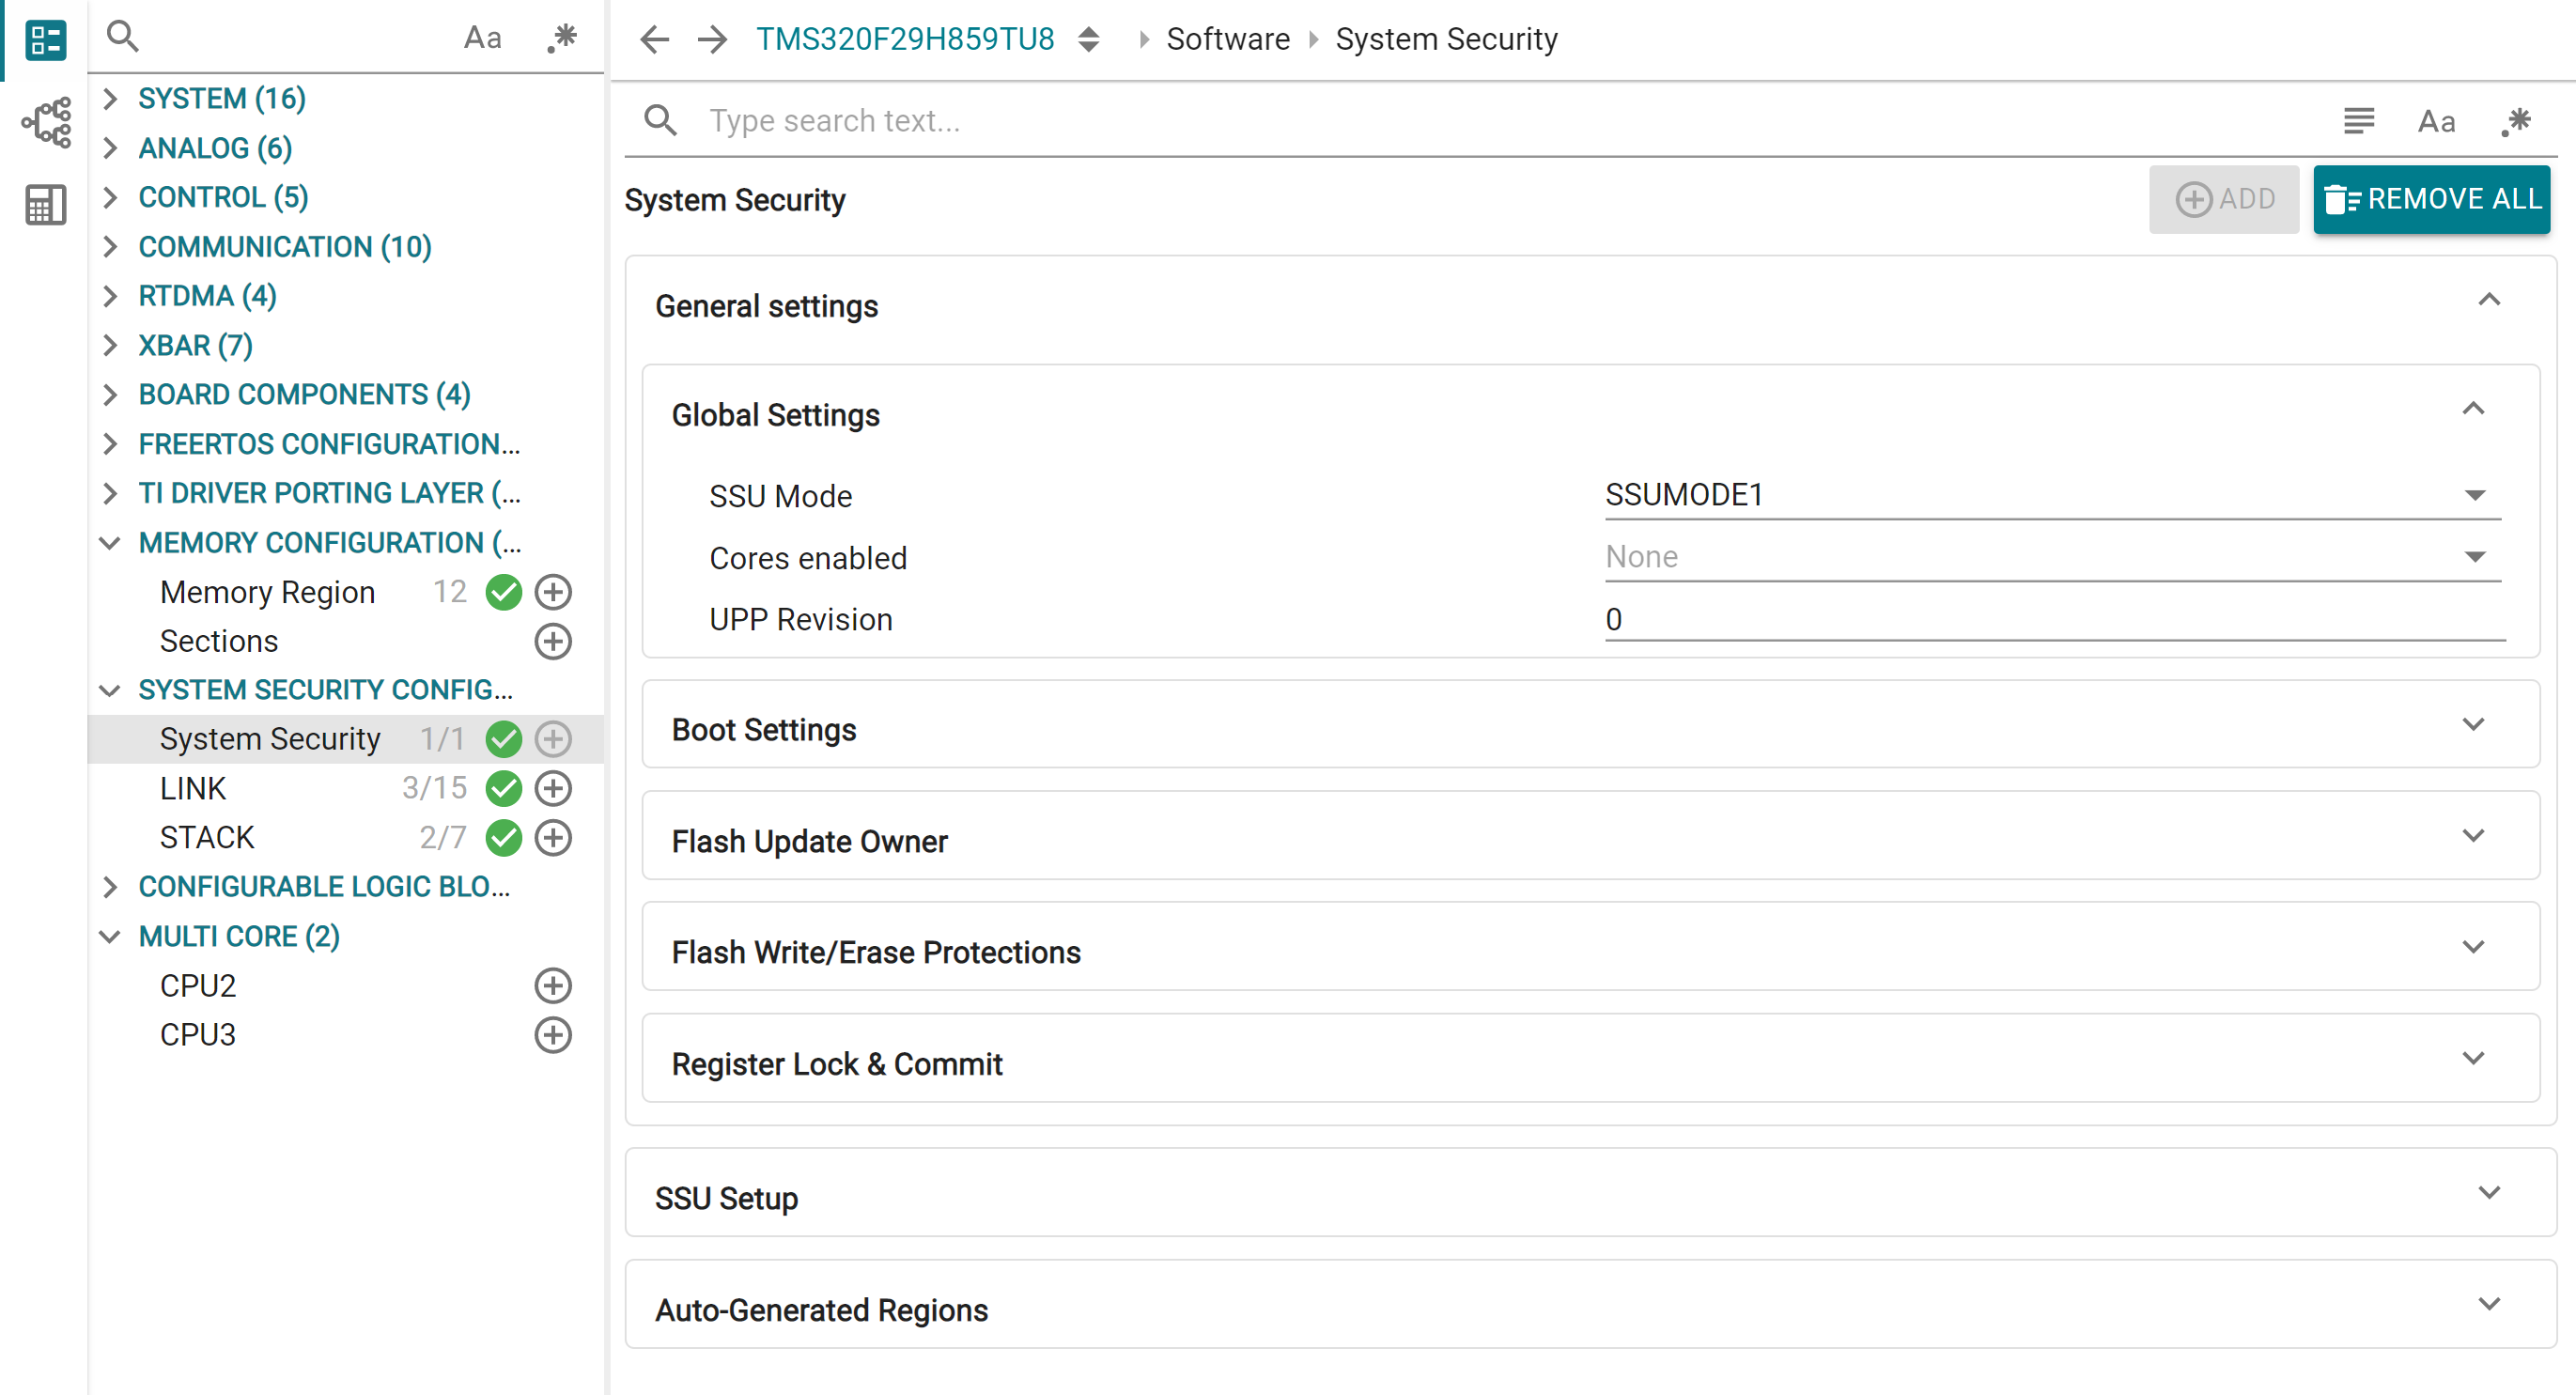 Aa .*
SYSTEM (16)
ANALOG (6)
CONTROL (5)
COMMUNICATION (10)
RTDMA (4)
XBAR (7)
BOARD COMPONENTS (4)
FREERTOS CONFIGURATION...
TI DRIVER PORTING LAYER (...
MEMORY CONFIGURATION (...
Memory Region 12
Sections
SYSTEM SECURITY CONFIG...
System Security 1/1
LINK 3/15
STACK 2/7
CONFIGURABLE LOGIC BLO...
MULTI CORE (2)
CPU2
CPU3
TMS320F29H859TU8 Software System Security
Type search text... Aa .*
System Security ADD REMOVE ALL
General settings
Global Settings
SSU Mode SSUMODE1
Cores enabled None
UPP Revision 0
Boot Settings
Flash Update Owner
Flash Write/Erase Protections
Register Lock & Commit
SSU Setup
Auto-Generated Regions